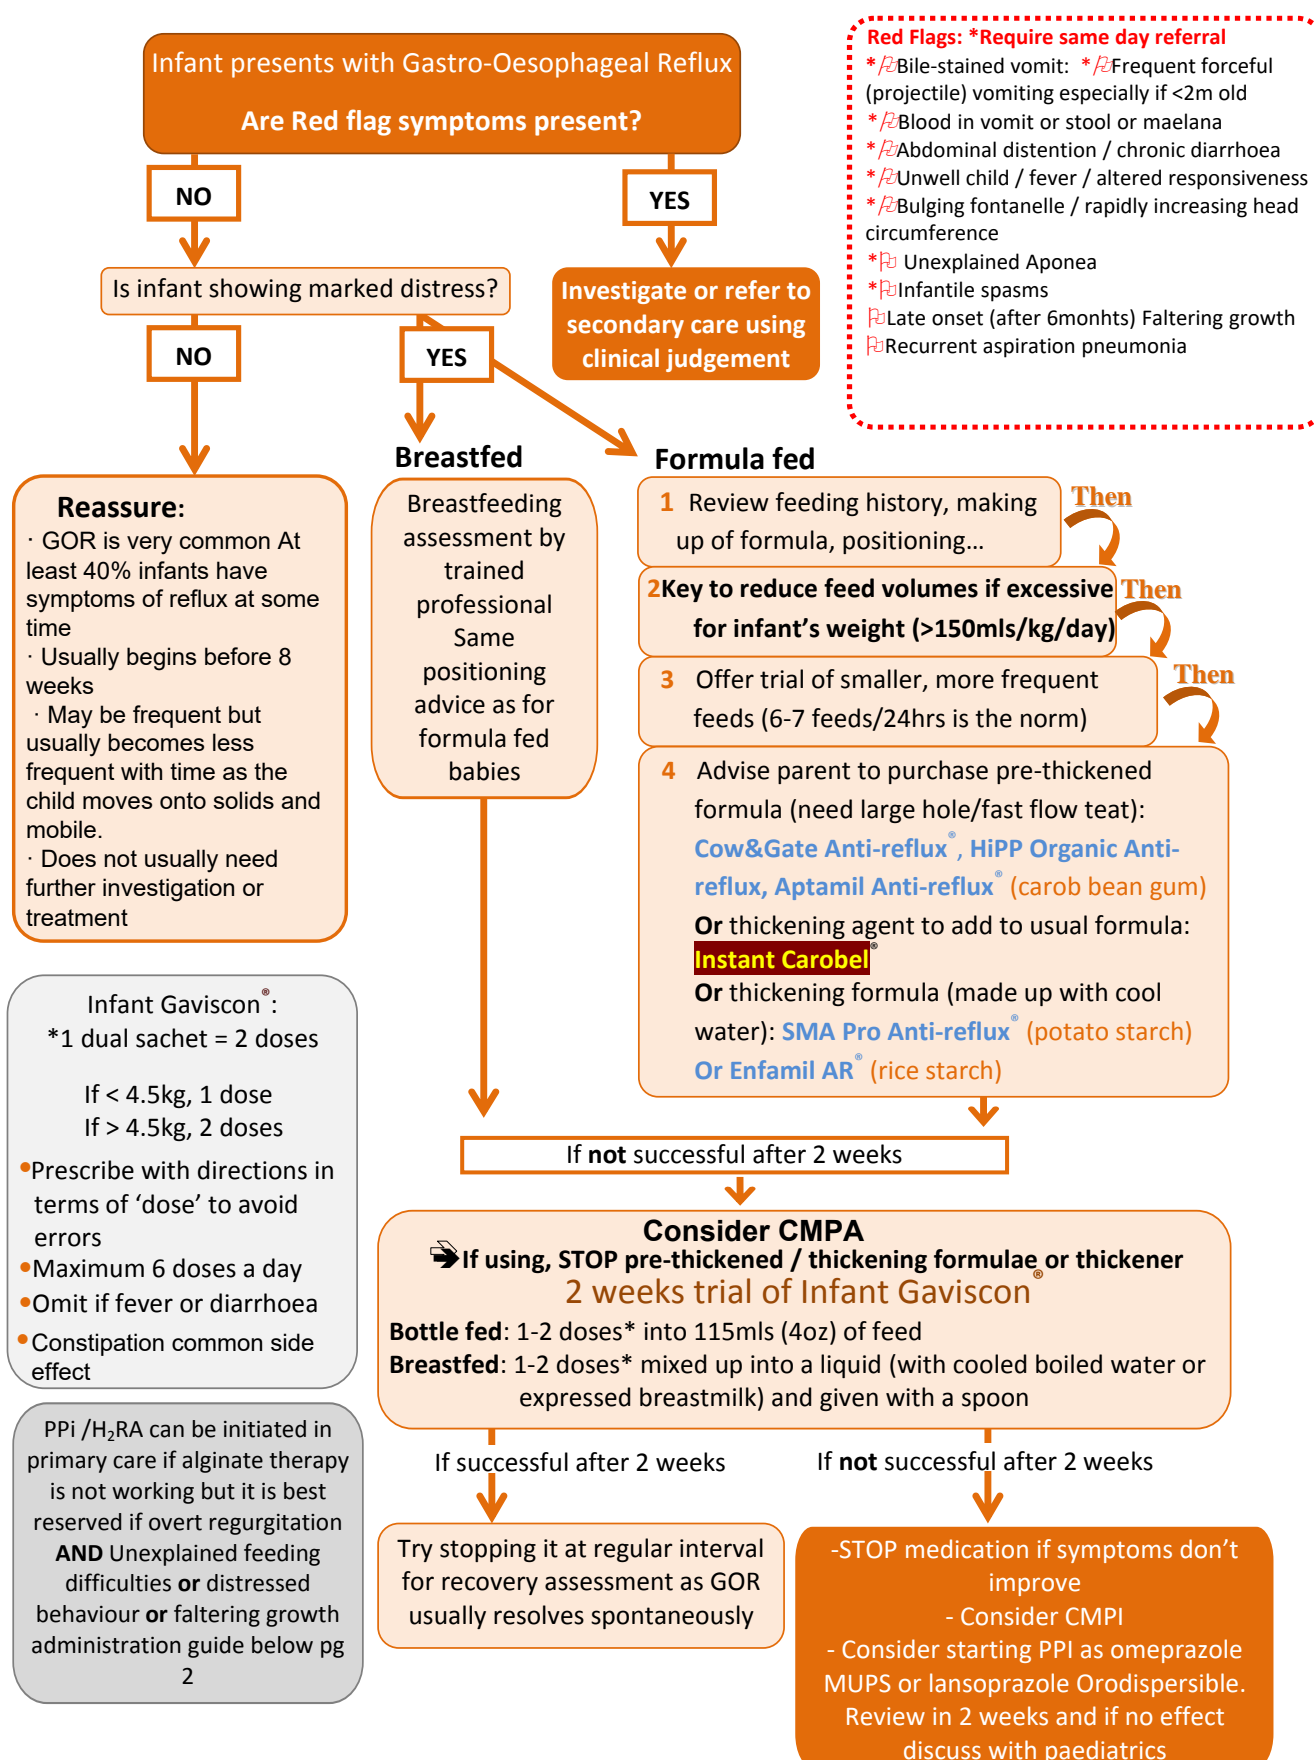 Infant presents with Gastro-Oesophageal Reflux
Are Red flag symptoms present?
Red Flags: *Require same day referral
*Bile-stained vomit: *Frequent forceful
(projectile) vomiting especially if <2m old
*Blood in vomit or stool or maelana
*Abdominal distention / chronic diarrhoea
*Unwell child / fever / altered responsiveness
*Bulging fontanelle / rapidly increasing head
circumference
* Unexplained Aponea
*Infantile spasms
Late onset (after 6monhts) Faltering growth
Recurrent aspiration pneumonia
NO
YES
Is infant showing marked distress?
Investigate or refer to
secondary care using
clinical judgement
NO
YES
Reassure:
· GOR is very common At
least 40% infants have
symptoms of reflux at some
time
· Usually begins before 8
weeks
· May be frequent but
usually becomes less
frequent with time as the
child moves onto solids and
mobile.
· Does not usually need
further investigation or
treatment
Breastfed
Breastfeeding
assessment by
trained
professional
Same
positioning
advice as for
formula fed
babies
Formula fed
1 Review feeding history, making
up of formula, positioning...
Then
2Key to reduce feed volumes if excessive
for infant's weight (>150mls/kg/day)
Then
3 Offer trial of smaller, more frequent
feeds (6-7 feeds/24hrs is the norm)
Then
4 Advise parent to purchase pre-thickened
formula (need large hole/fast flow teat):
Cow&Gate Anti-reflux®, HiPP Organic Anti-
reflux, Aptamil Anti-reflux® (carob bean gum)
Or thickening agent to add to usual formula:
Instant Carobel®
Or thickening formula (made up with cool
water): SMA Pro Anti-reflux® (potato starch)
Or Enfamil AR® (rice starch)
If not successful after 2 weeks
Infant Gaviscon®:
*1 dual sachet = 2 doses
If < 4.5kg, 1 dose
If > 4.5kg, 2 doses
•Prescribe with directions in
terms of 'dose' to avoid
errors
•Maximum 6 doses a day
•Omit if fever or diarrhoea
•Constipation common side
effect
Consider CMPA
If using, STOP pre-thickened / thickening formulae or thickener
2 weeks trial of Infant Gaviscon®
Bottle fed: 1-2 doses* into 115mls (4oz) of feed
Breastfed: 1-2 doses* mixed up into a liquid (with cooled boiled water or
expressed breastmilk) and given with a spoon
PPi /H₂RA can be initiated in
primary care if alginate therapy
is not working but it is best
reserved if overt regurgitation
AND Unexplained feeding
difficulties or distressed
behaviour or faltering growth
administration guide below pg
2
If successful after 2 weeks
If not successful after 2 weeks
Try stopping it at regular interval
for recovery assessment as GOR
usually resolves spontaneously
-STOP medication if symptoms don't
improve
- Consider CMPI
- Consider starting PPI as omeprazole
MUPS or lansoprazole Orodispersible.
Review in 2 weeks and if no effect
discuss with paediatrics